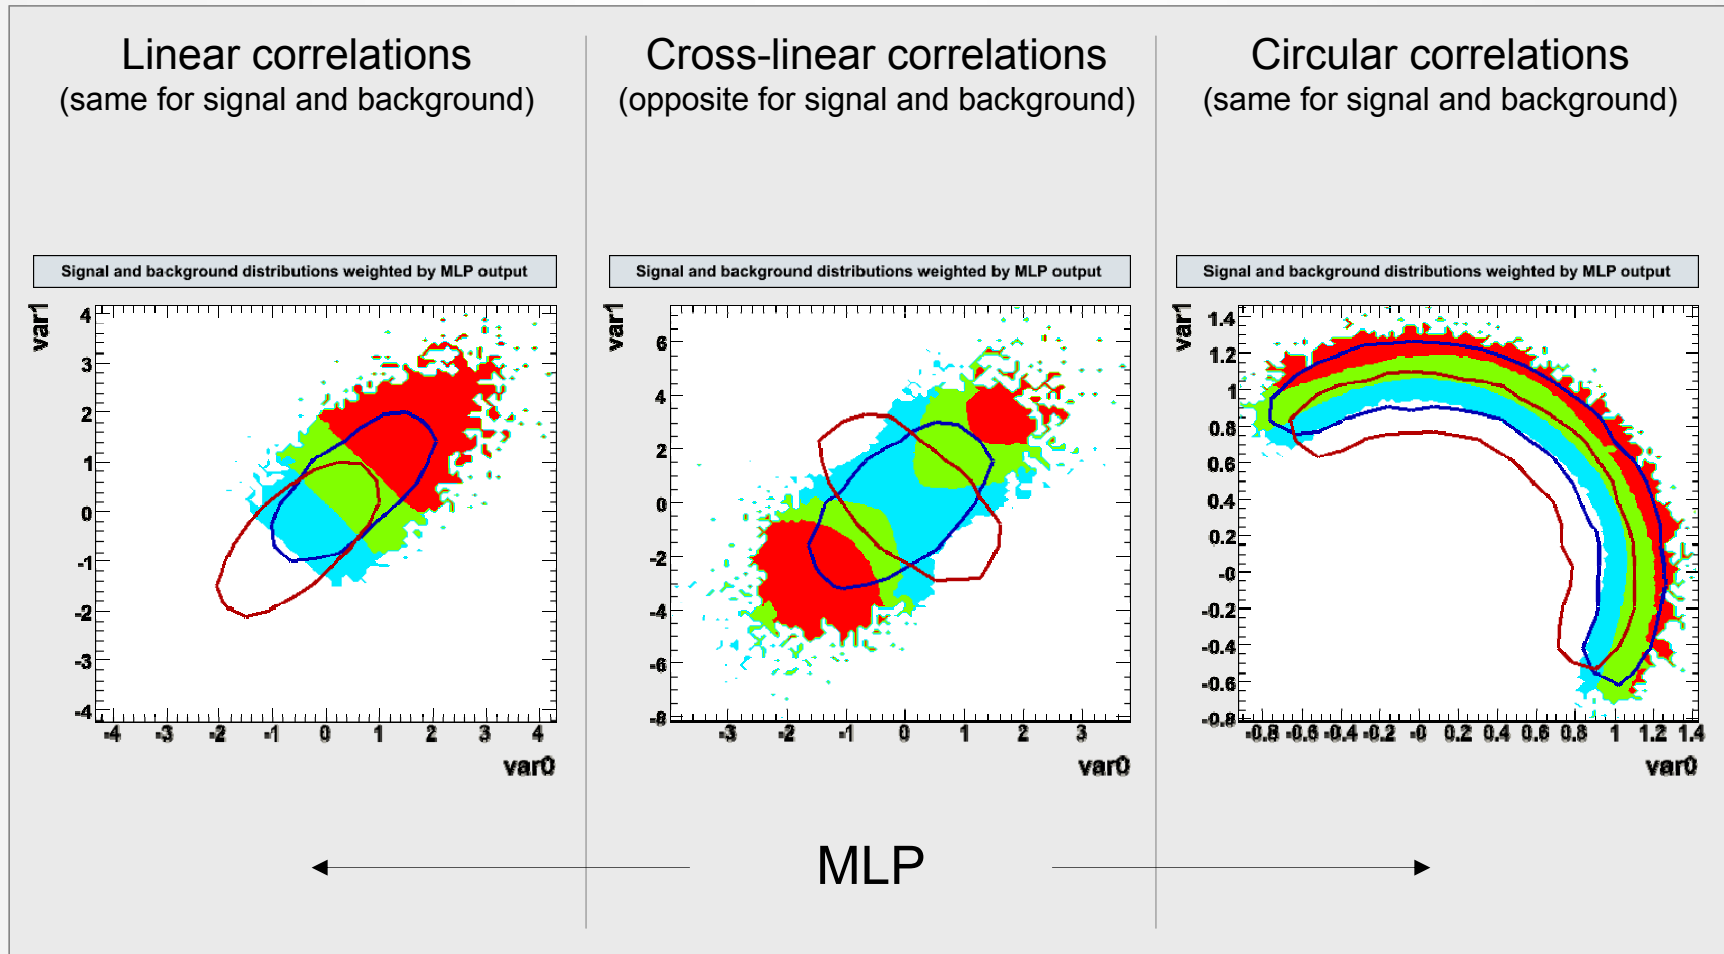 Linear correlations
(same for signal and background)
Cross-linear correlations
(opposite for signal and background)
Circular correlations
(same for signal and background)
Signal and background distributions weighted by MLP output
var1
4
3
2
1
0
-1
-2
-3
-4
-4 -3 -2 -1 0 1 2 3 4
var0
Signal and background distributions weighted by MLP output
var1
6
4
2
0
-2
-4
-6
-8
-3 -2 -1 0 1 2 3
var0
Signal and background distributions weighted by MLP output
var1
1.4
1.2
1
0.8
0.6
0.4
0.2
-0
-0.2
-0.4
-0.6
-0.8
-0.8 -0.6 -0.4 -0.2 -0 0.2 0.4 0.6 0.8 1 1.2 1.4
var0
MLP